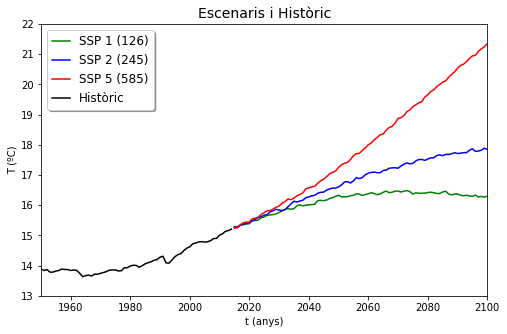 Escenaris i Històric
22
21
20
19
18
17
16
15
14
13
T (ºC)
SSP 1 (126)
SSP 2 (245)
SSP 5 (585)
Històric
1960 1980 2000 2020 2040 2060 2080 2100
t (anys)